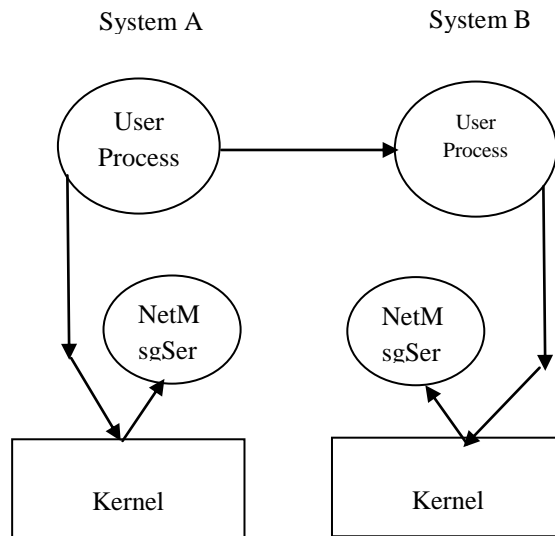 System A
System B
User
Process
User
Process
NetM
sgSer
NetM
sgSer
Kernel
Kernel